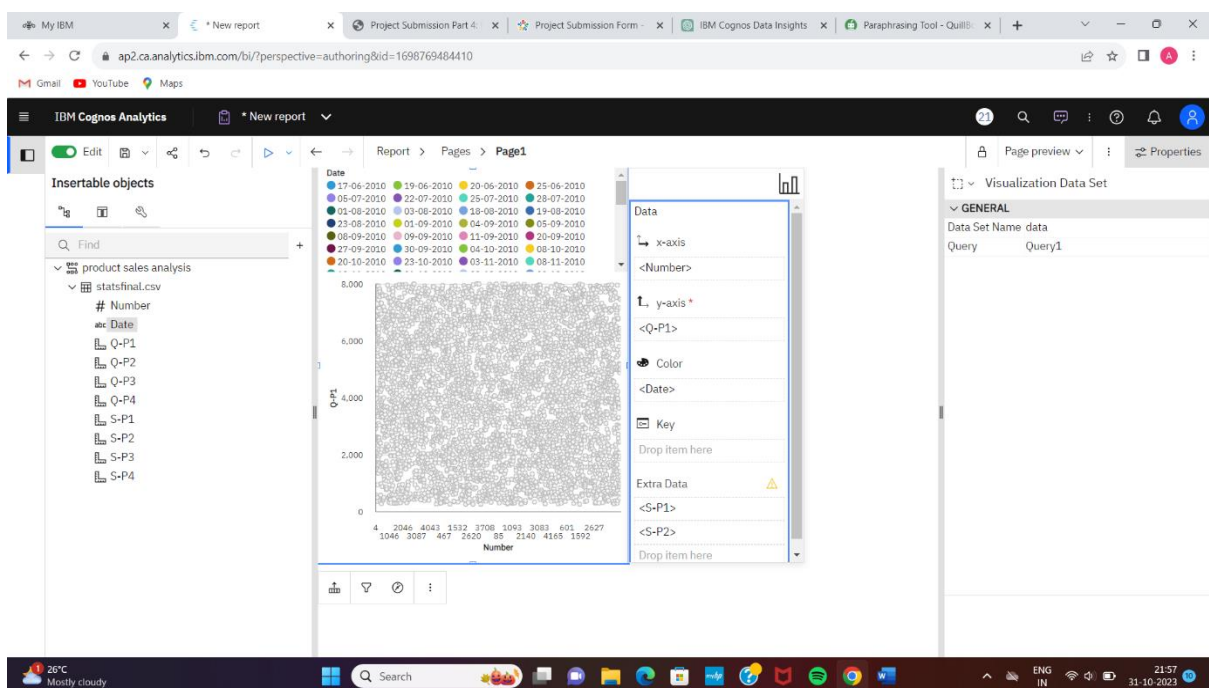 My IBM
* New report
Project Submission Part 4:
Project Submission Form -
IBM Cognos Data Insights
Paraphrasing Tool - QuillB
ap2.ca.analytics.ibm.com/bi/?perspective=authoring&id=1698769484410
A
Gmail YouTube Maps
IBM Cognos Analytics
* New report
21
Edit
Report > Pages > Page1
Page preview
Properties
Insertable objects
Find
product sales analysis
statsfinal.csv
# Number
abc Date
Q-P1
Q-P2
Q-P3
Q-P4
S-P1
S-P2
S-P3
S-P4
Date
17-06-2010 19-06-2010 20-06-2010 25-06-2010
05-07-2010 22-07-2010 25-07-2010 28-07-2010
01-08-2010 03-08-2010 18-08-2010 19-08-2010
23-08-2010 01-09-2010 04-09-2010 05-09-2010
08-09-2010 09-09-2010 11-09-2010 20-09-2010
27-09-2010 30-09-2010 04-10-2010 08-10-2010
20-10-2010 23-10-2010 03-11-2010 08-11-2010
8,000
6,000
4,000
2,000
0
Q-P1
4 2046 4043 1532 3708 1093 3083 601 2627
1046 3087 467 2620 85 2140 4165 1592
Number
Data
x-axis
<Number>
y-axis *
<Q-P1>
Color
<Date>
Key
Drop item here
Extra Data
<S-P1>
<S-P2>
Drop item here
Visualization Data Set
GENERAL
Data Set Name data
Query Query1
1
26°C
Mostly cloudy
Search
ENG
IN
21:57
31-10-2023
10